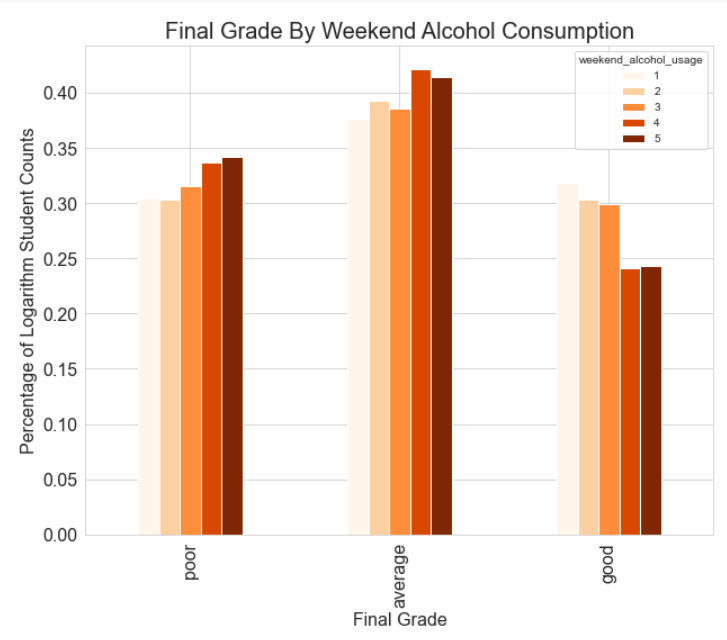 Final Grade By Weekend Alcohol Consumption
weekend_alcohol_usage
1
2
3
4
5
Percentage of Logarithm Student Counts
0.40
0.35
0.30
0.25
0.20
0.15
0.10
0.05
0.00
poor
average
good
Final Grade